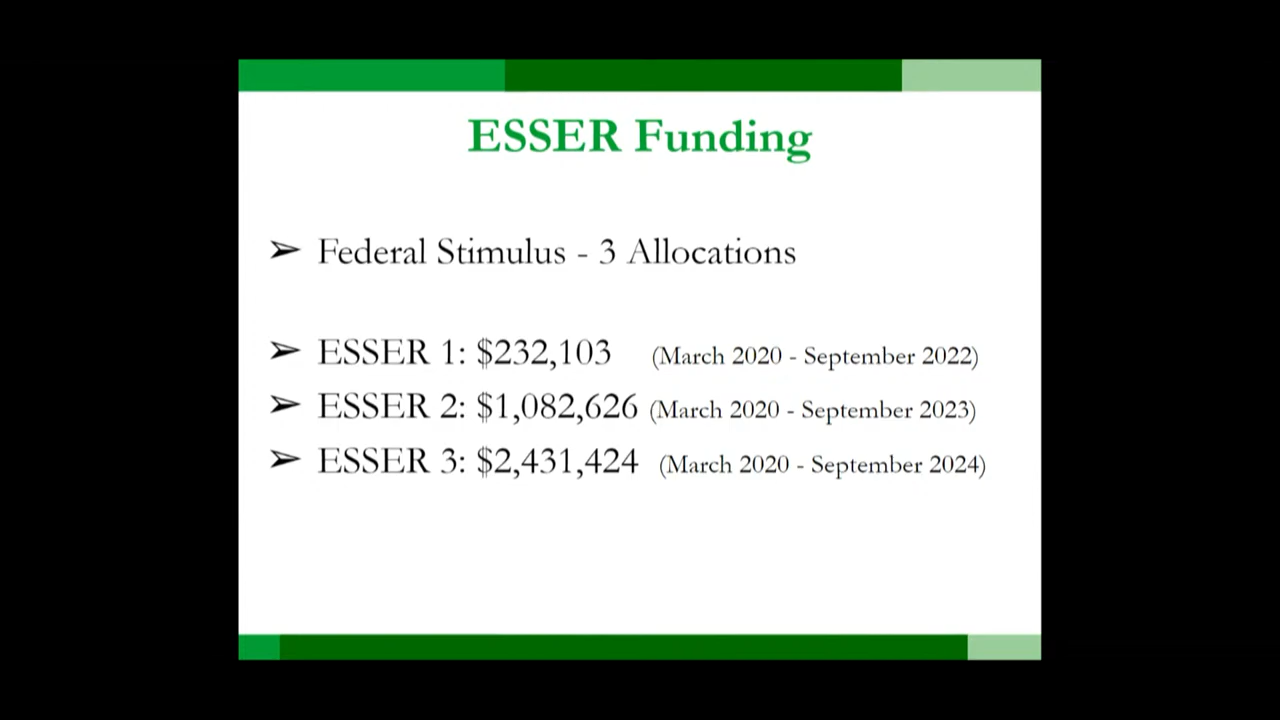 ESSER Funding
➢ Federal Stimulus - 3 Allocations
➢ ESSER 1: $232,103 (March 2020 - September 2022)
➢ ESSER 2: $1,082,626 (March 2020 - September 2023)
➢ ESSER 3: $2,431,424 (March 2020 - September 2024)